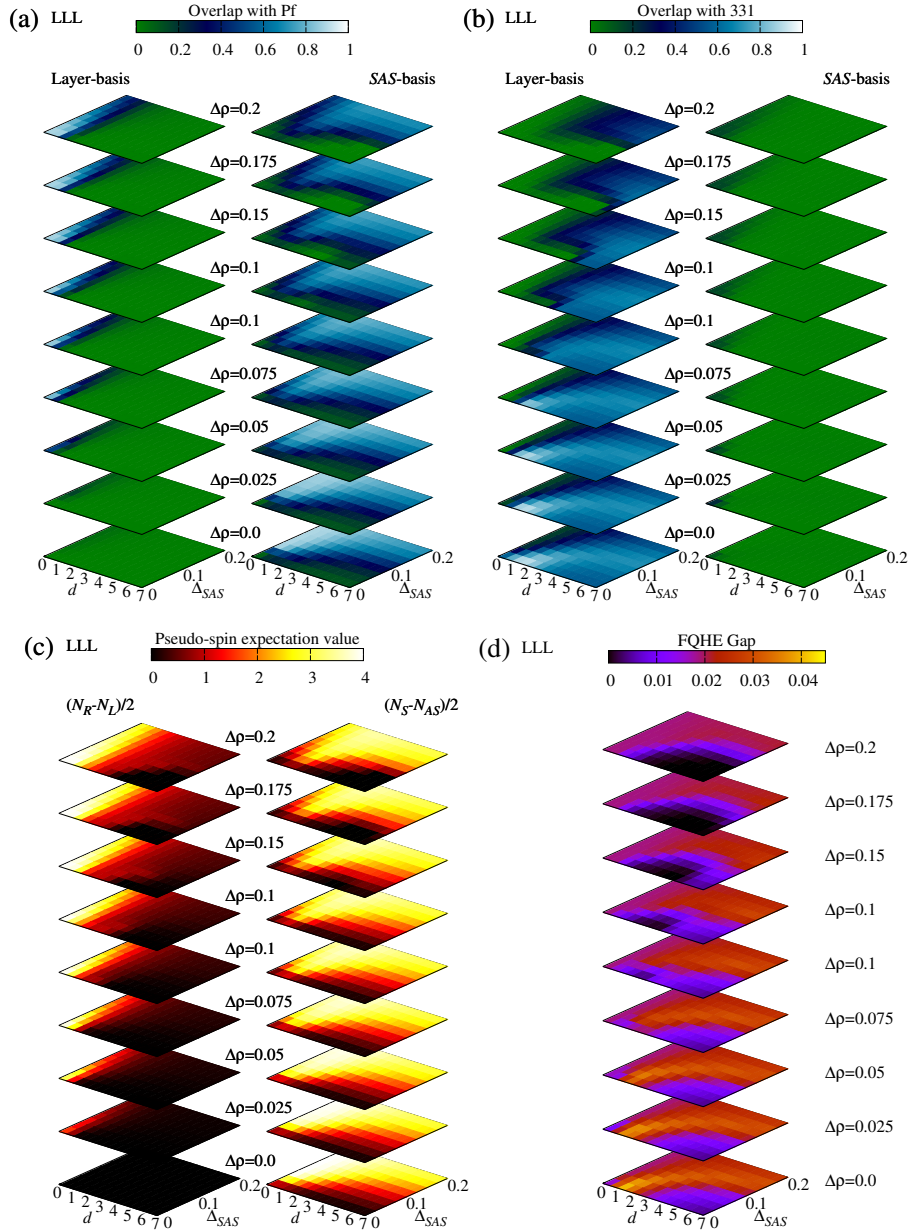 (a) LLL Overlap with Pf
0 0.2 0.4 0.6 0.8 1
Layer-basis SAS-basis
Δρ=0.2
Δρ=0.175
Δρ=0.15
Δρ=0.1
Δρ=0.1
Δρ=0.075
Δρ=0.05
Δρ=0.025
Δρ=0.0
0 1 2 3 4 5 6 7 0 0.1 0.2
d Δ_SAS
(b) LLL Overlap with 331
0 0.2 0.4 0.6 0.8 1
Layer-basis SAS-basis
Δρ=0.2
Δρ=0.175
Δρ=0.15
Δρ=0.1
Δρ=0.1
Δρ=0.075
Δρ=0.05
Δρ=0.025
Δρ=0.0
0 1 2 3 4 5 6 7 0 0.1 0.2
d Δ_SAS
(c) LLL Pseudo-spin expectation value
0 1 2 3 4
(N_R-N_L)/2 (N_S-N_AS)/2
Δρ=0.2
Δρ=0.175
Δρ=0.15
Δρ=0.1
Δρ=0.1
Δρ=0.075
Δρ=0.05
Δρ=0.025
Δρ=0.0
0 1 2 3 4 5 6 7 0 0.1 0.2
d Δ_SAS
(d) LLL FQHE Gap
0 0.01 0.02 0.03 0.04
Δρ=0.2
Δρ=0.175
Δρ=0.15
Δρ=0.1
Δρ=0.1
Δρ=0.075
Δρ=0.05
Δρ=0.025
Δρ=0.0
0 1 2 3 4 5 6 7 0 0.1 0.2
d Δ_SAS